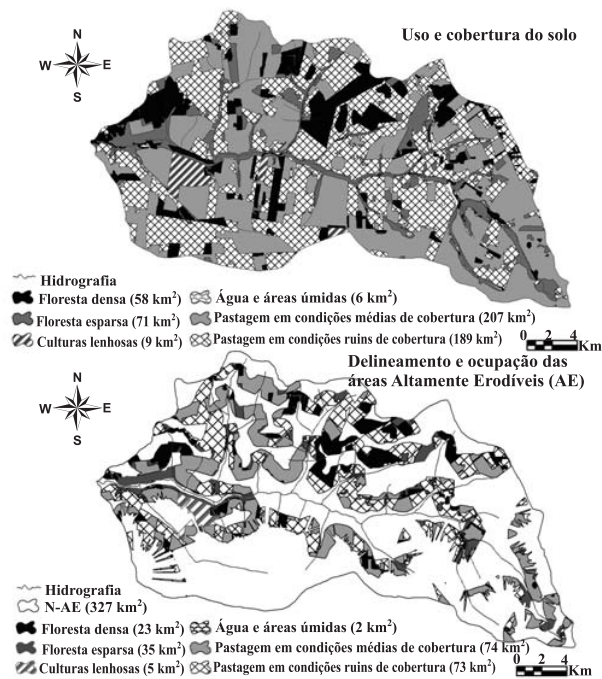 Uso e cobertura do solo
N
W E
S
Hidrografia
Floresta densa (58 km²) Água e áreas úmidas (6 km²)
Floresta esparsa (71 km²) Pastagem em condições médias de cobertura (207 km²)
Culturas lenhosas (9 km²) Pastagem em condições ruins de cobertura (189 km²)
0 2 4
Km
Delineamento e ocupação das
áreas Altamente Erodíveis (AE)
N
W E
S
Hidrografia
N-AE (327 km²)
Floresta densa (23 km²) Água e áreas úmidas (2 km²)
Floresta esparsa (35 km²) Pastagem em condições médias de cobertura (74 km²)
Culturas lenhosas (5 km²) Pastagem em condições ruins de cobertura (73 km²)
0 2 4
Km